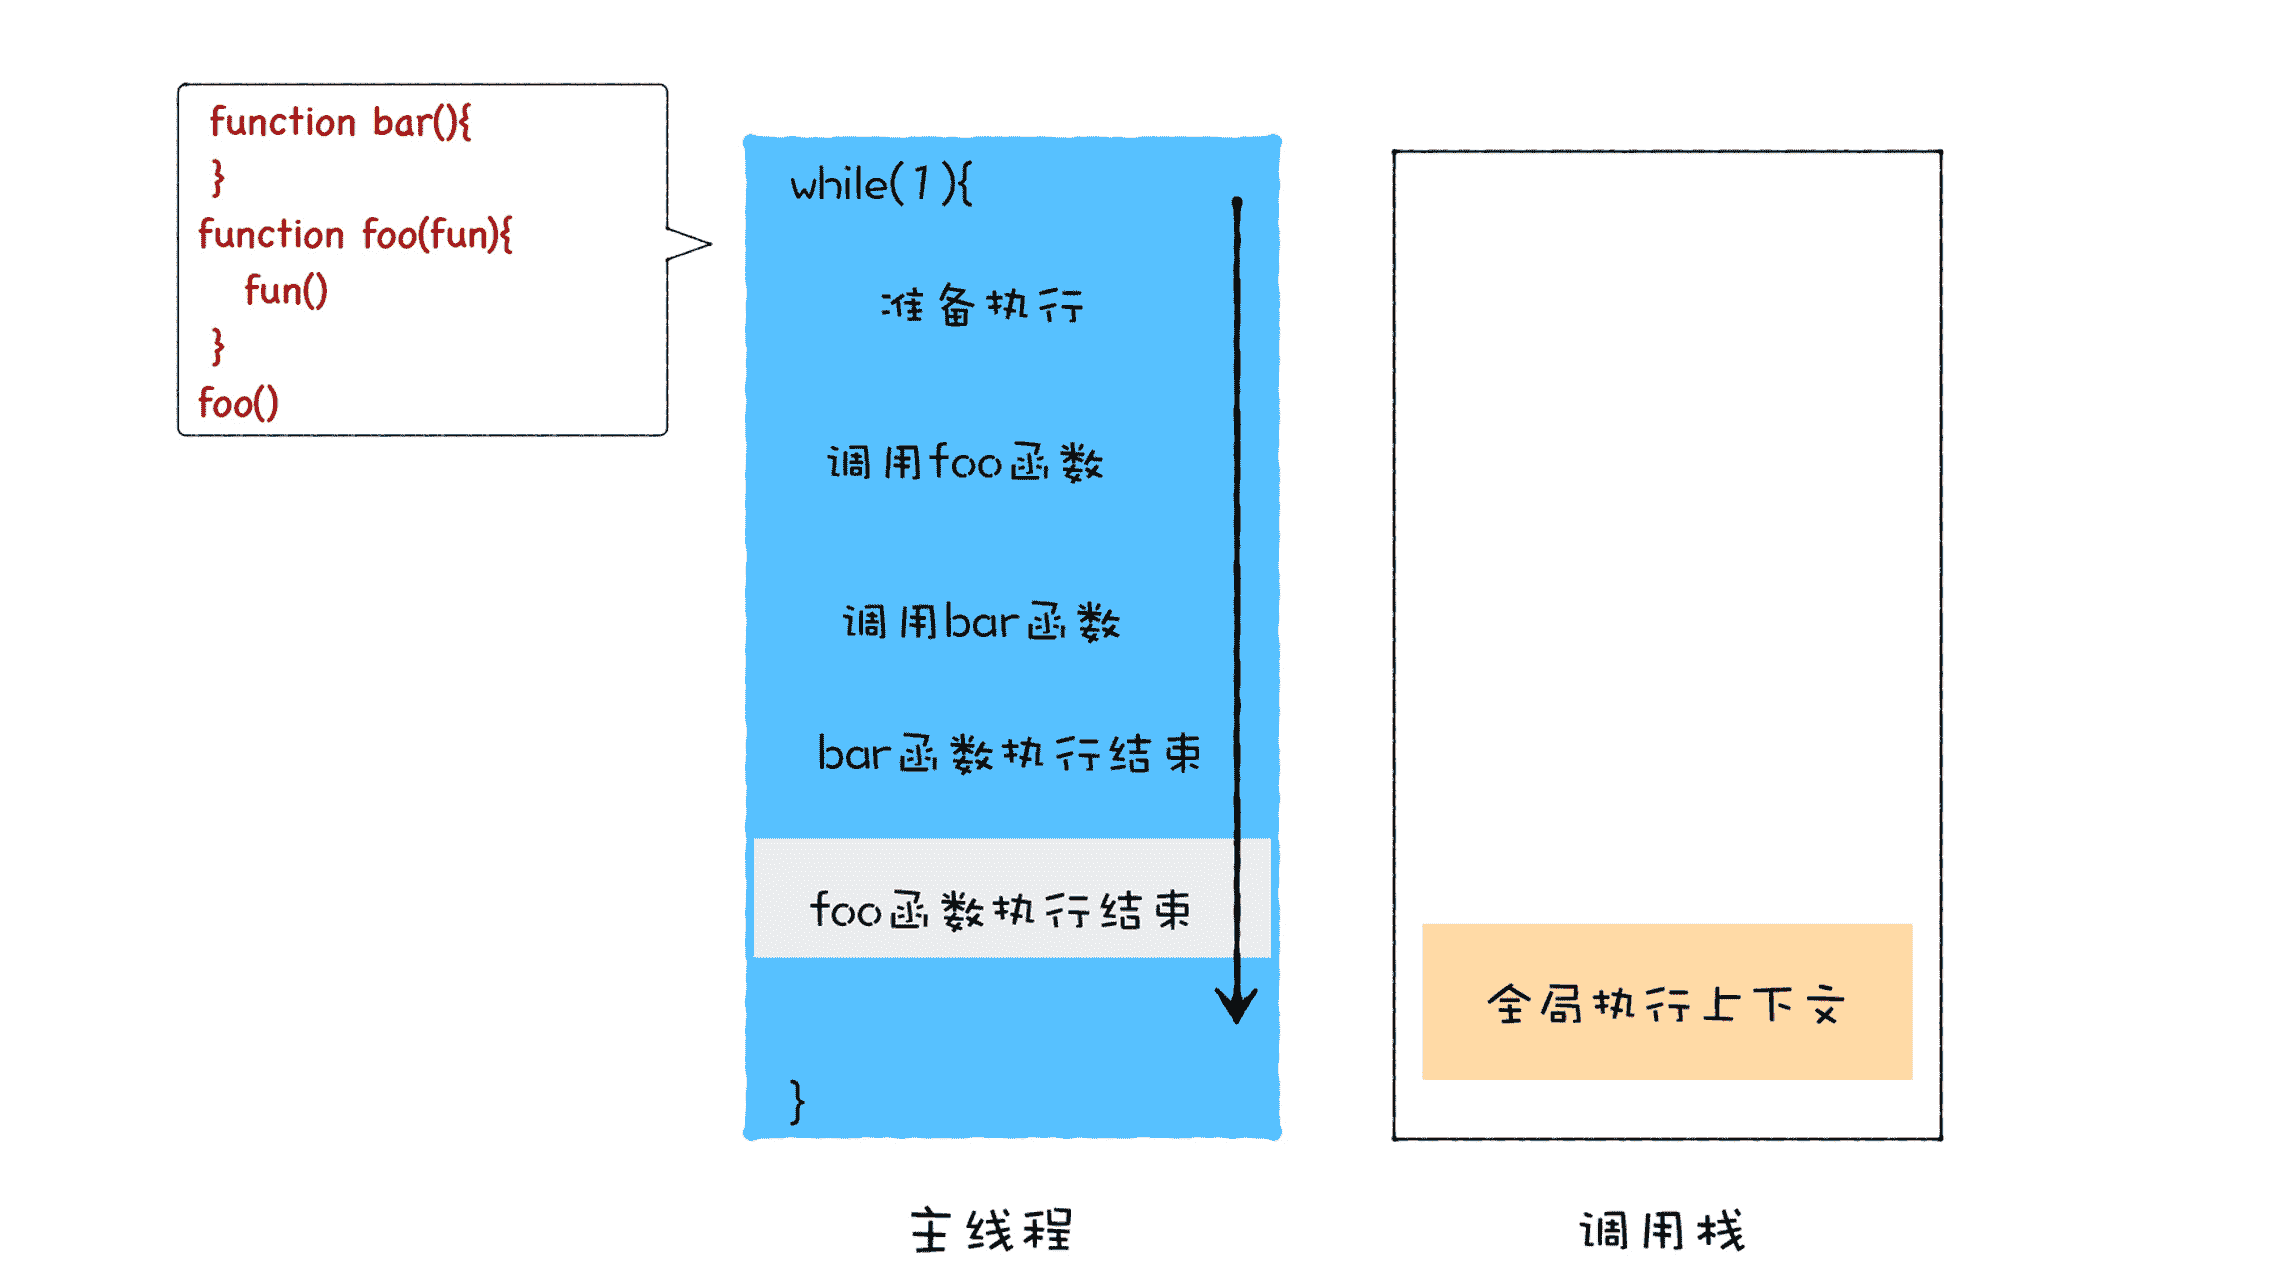 function bar(){
}
function foo(fun){
fun()
}
foo()
while(1){
准备执行
调用foo函数
调用bar函数
bar函数执行结束
foo函数执行结束
}
主线程
全局执行上下文
调用栈